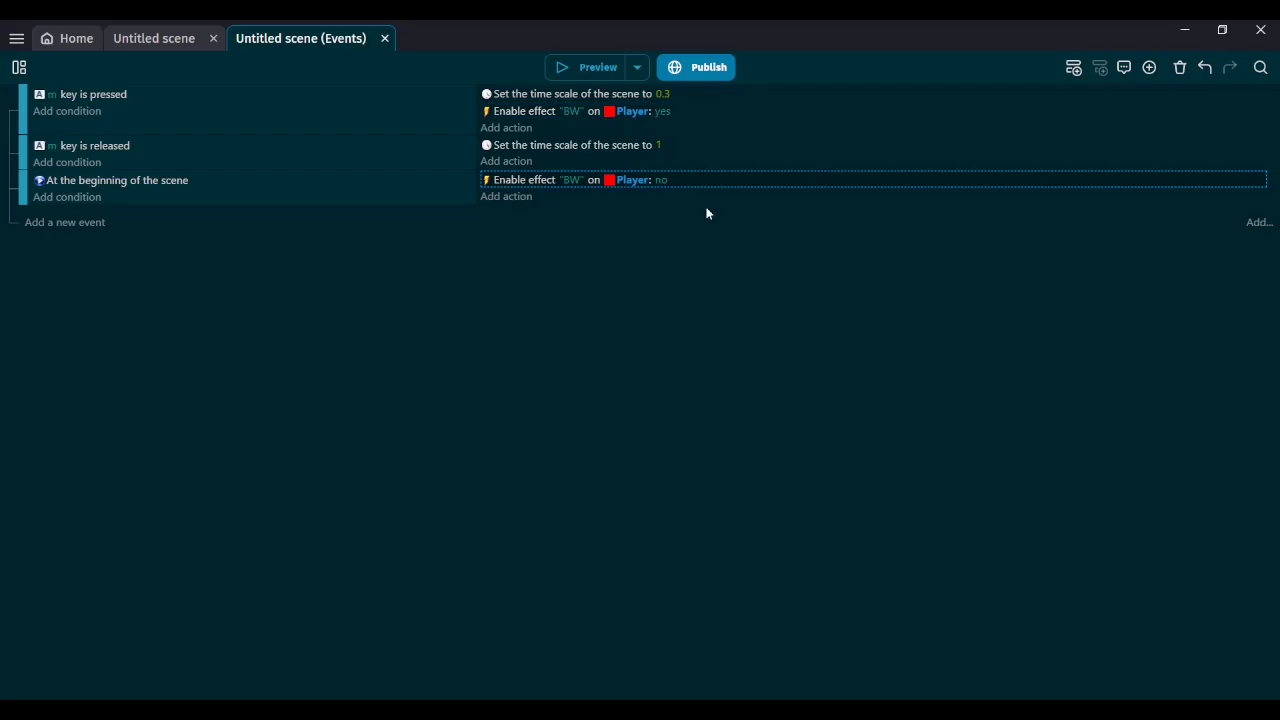 Home
Untitled scene
Untitled scene (Events)
Preview
Publish
m key is pressed
Add condition
Set the time scale of the scene to 0.3
Enable effect "BW" on Player: yes
Add action
m key is released
Add condition
Set the time scale of the scene to 1
Add action
At the beginning of the scene
Add condition
Enable effect "BW" on Player: no
Add action
Add a new event
Add...